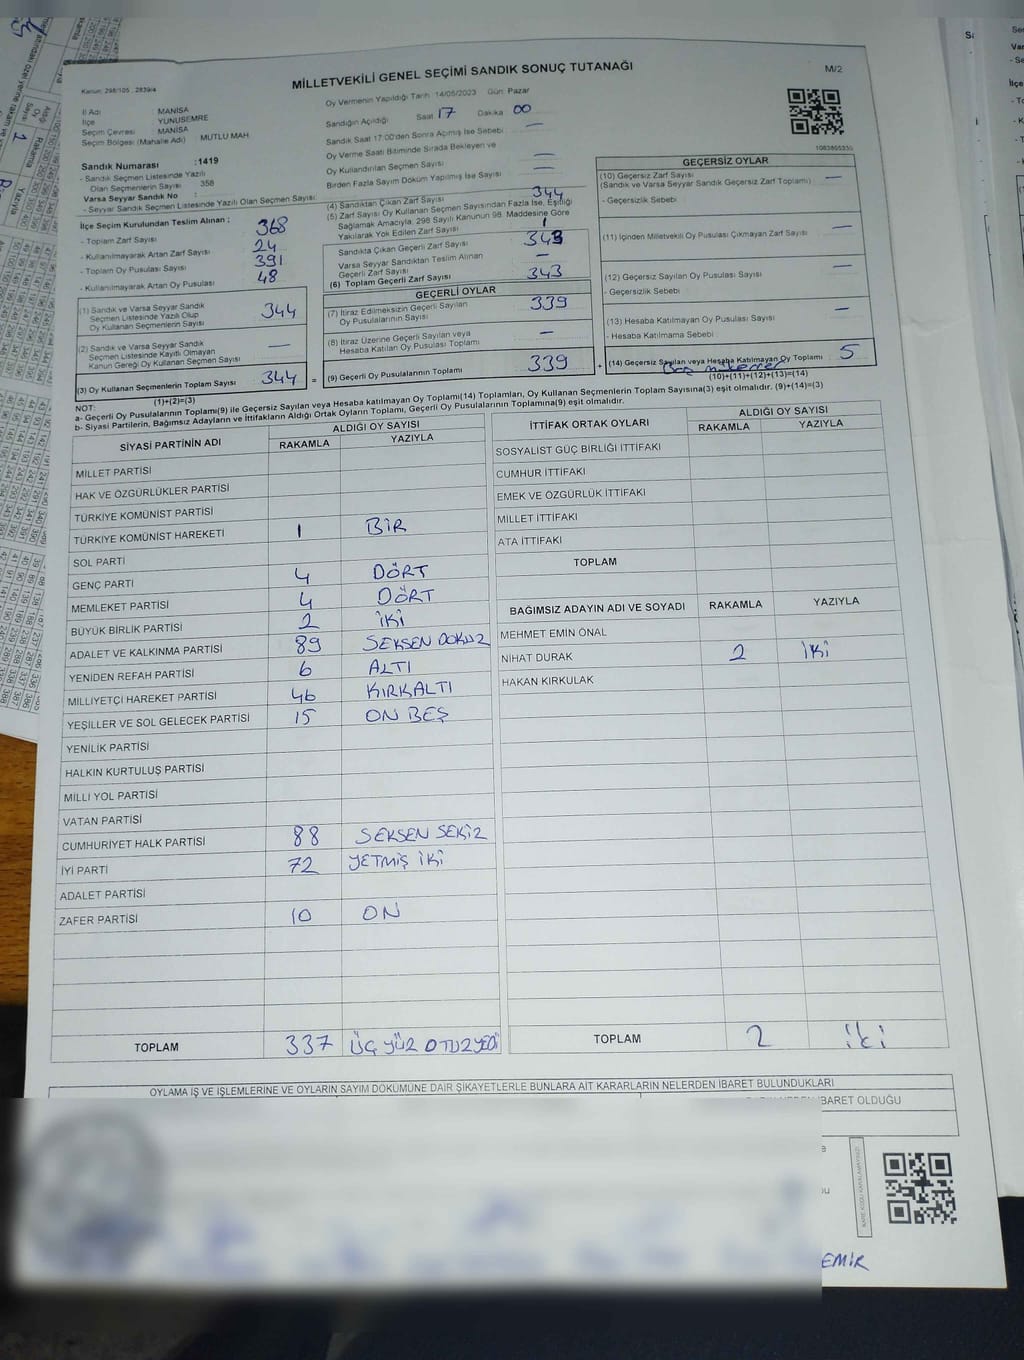 MİLLETVEKİLİ GENEL SEÇİMİ SANDIK SONUÇ TUTANAĞI
M/2
Kanun: 298/105
Oy Vermenin Yapıldığı Tarih : 14/05/2023 Gün: Pazar
İl Adı : MANİSA
İlçe : YUNUSEMRE
Seçim Çevresi : MANİSA
Seçim Bölgesi (Mahalle Adı) MUTLU MAH.
Sandığın Açıldığı Saat 17 Dakika 00
Sandık Saat 17:00'den Sonra Açılmış İse Sebebi —
Oy Verme Saati Bitiminde Sırada Bekleyen ve
Oy Kullandırılan Seçmen Sayısı —
Birden Fazla Sayım Döküm Yapılmış İse Sayısı —
Sandık Numarası :1419
- Sandık Seçmen Listesinde Yazılı
Olan Seçmenlerin Sayısı : 358
Varsa Seyyar Sandık No :
- Seyyar Sandık Seçmen Listesinde Yazılı Olan Seçmen Sayısı:
İlçe Seçim Kurulundan Teslim Alınan :
- Toplam Zarf Sayısı 368
- Kullanılmayarak Artan Zarf Sayısı 24
- Toplam Oy Pusulası Sayısı 391
- Kullanılmayarak Artan Oy Pusulası 48
(1) Sandık ve Varsa Seyyar Sandık
Seçmen Listesinde Yazılı Olup
Oy Kullanan Seçmenlerin Sayısı 344
(2) Sandık ve Varsa Seyyar Sandık
Seçmen Listesinde Kayıtlı Olmayan
Kanun Gereği Oy Kullanan Seçmen Sayısı —
(3) Oy Kullanan Seçmenlerin Toplam Sayısı 344 =
(1)+(2)=(3)
(4) Sandıktan Çıkan Zarf Sayısı 344
(5) Zarf Sayısı Oy Kullanan Seçmen Sayısından Fazla İse, Eşitliği
Sağlamak Amacıyla, 298 Sayılı Kanunun 98. Maddesine Göre
Yakılarak Yok Edilen Zarf Sayısı 1
Sandıkta Çıkan Geçerli Zarf Sayısı 343
Varsa Seyyar Sandıktan Teslim Alınan
Geçerli Zarf Sayısı —
(6) Toplam Geçerli Zarf Sayısı 343
GEÇERLİ OYLAR
(7) İtiraz Edilmeksizin Geçerli Sayılan
Oy Pusulalarının Sayısı 339
(8) İtiraz Üzerine Geçerli Sayılan veya
Hesaba Katılan Oy Pusulası Toplamı —
(9) Geçerli Oy Pusulalarının Toplamı 339 +
1083805330
GEÇERSİZ OYLAR
(10) Geçersiz Zarf Sayısı
(Sandık ve Varsa Seyyar Sandık Geçersiz Zarf Toplamı) —
- Geçersizlik Sebebi
(11) İçinden Milletvekili Oy Pusulası Çıkmayan Zarf Sayısı —
(12) Geçersiz Sayılan Oy Pusulası Sayısı —
- Geçersizlik Sebebi
(13) Hesaba Katılmayan Oy Pusulası Sayısı —
- Hesaba Katılmama Sebebi
(14) Geçersiz Sayılan veya Hesaba Katılmayan Oy Toplamı 5
(10)+(11)+(12)+(13)=(14)
NOT:
a- Geçerli Oy Pusulalarının Toplamı(9) ile Geçersiz Sayılan veya Hesaba katılmayan Oy Toplamı(14) Toplamları, Oy Kullanan Seçmenlerin Toplam Sayısına(3) eşit olmalıdır. (9)+(14)=(3)
b- Siyasi Partilerin, Bağımsız Adayların ve İttifakların Aldığı Ortak Oyların Toplamı, Geçerli Oy Pusulalarının Toplamına(9) eşit olmalıdır.
SİYASİ PARTİNİN ADI ALDIĞI OY SAYISI
RAKAMLA YAZIYLA
MİLLET PARTİSİ
HAK VE ÖZGÜRLÜKLER PARTİSİ
TÜRKİYE KOMÜNİST PARTİSİ
TÜRKİYE KOMÜNİST HAREKETİ 1 BİR
SOL PARTİ
GENÇ PARTİ 4 DÖRT
MEMLEKET PARTİSİ 4 DÖRT
BÜYÜK BİRLİK PARTİSİ 2 İKİ
ADALET VE KALKINMA PARTİSİ 89 SEKSEN DOKUZ
YENİDEN REFAH PARTİSİ 6 ALTI
MİLLİYETÇİ HAREKET PARTİSİ 46 KIRKALTI
YEŞİLLER VE SOL GELECEK PARTİSİ 15 ON BEŞ
YENİLİK PARTİSİ
HALKIN KURTULUŞ PARTİSİ
MİLLİ YOL PARTİSİ
VATAN PARTİSİ
CUMHURİYET HALK PARTİSİ 88 SEKSEN SEKİZ
İYİ PARTİ 72 YETMİŞ İKİ
ADALET PARTİSİ
ZAFER PARTİSİ 10 ON
TOPLAM 337 ÜÇ YÜZ OTUZ YEDİ
İTTİFAK ORTAK OYLARI ALDIĞI OY SAYISI
RAKAMLA YAZIYLA
SOSYALİST GÜÇ BİRLİĞİ İTTİFAKI
CUMHUR İTTİFAKI
EMEK VE ÖZGÜRLÜK İTTİFAKI
MİLLET İTTİFAKI
ATA İTTİFAKI
TOPLAM
BAĞIMSIZ ADAYIN ADI VE SOYADI RAKAMLA YAZIYLA
MEHMET EMİN ÖNAL
NİHAT DURAK 2 İKİ
HAKAN KIRKULAK
TOPLAM 2 iki
OYLAMA İŞ VE İŞLEMLERİNE VE OYLARIN SAYIM DÖKÜMÜNE DAİR ŞİKAYETLERLE BUNLARA AİT KARARLARIN NELERDEN İBARET BULUNDUKLARI
İBARET OLDUĞU
EMİR